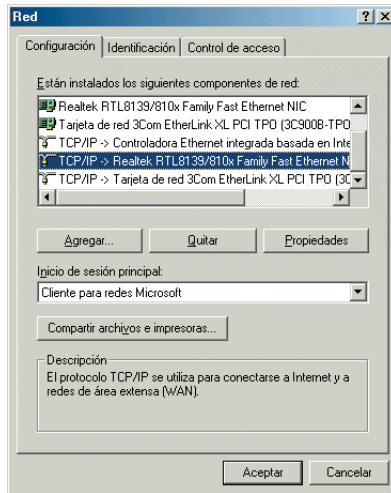 Red
Configuración Identificación Control de acceso
Están instalados los siguientes componentes de red:
Realtek RTL8139/810x Family Fast Ethernet NIC
Tarjeta de red 3Com EtherLink XL PCI TPO (3C900B-TPO
TCP/IP -> Controladora Ethernet integrada basada en Inte
TCP/IP -> Realtek RTL8139/810x Family Fast Ethernet N
TCP/IP -> Tarjeta de red 3Com EtherLink XL PCI TPO (3C
Agregar... Quitar Propiedades
Inicio de sesión principal:
Cliente para redes Microsoft
Compartir archivos e impresoras...
Descripción
El protocolo TCP/IP se utiliza para conectarse a Internet y a
redes de área extensa (WAN).
Aceptar Cancelar